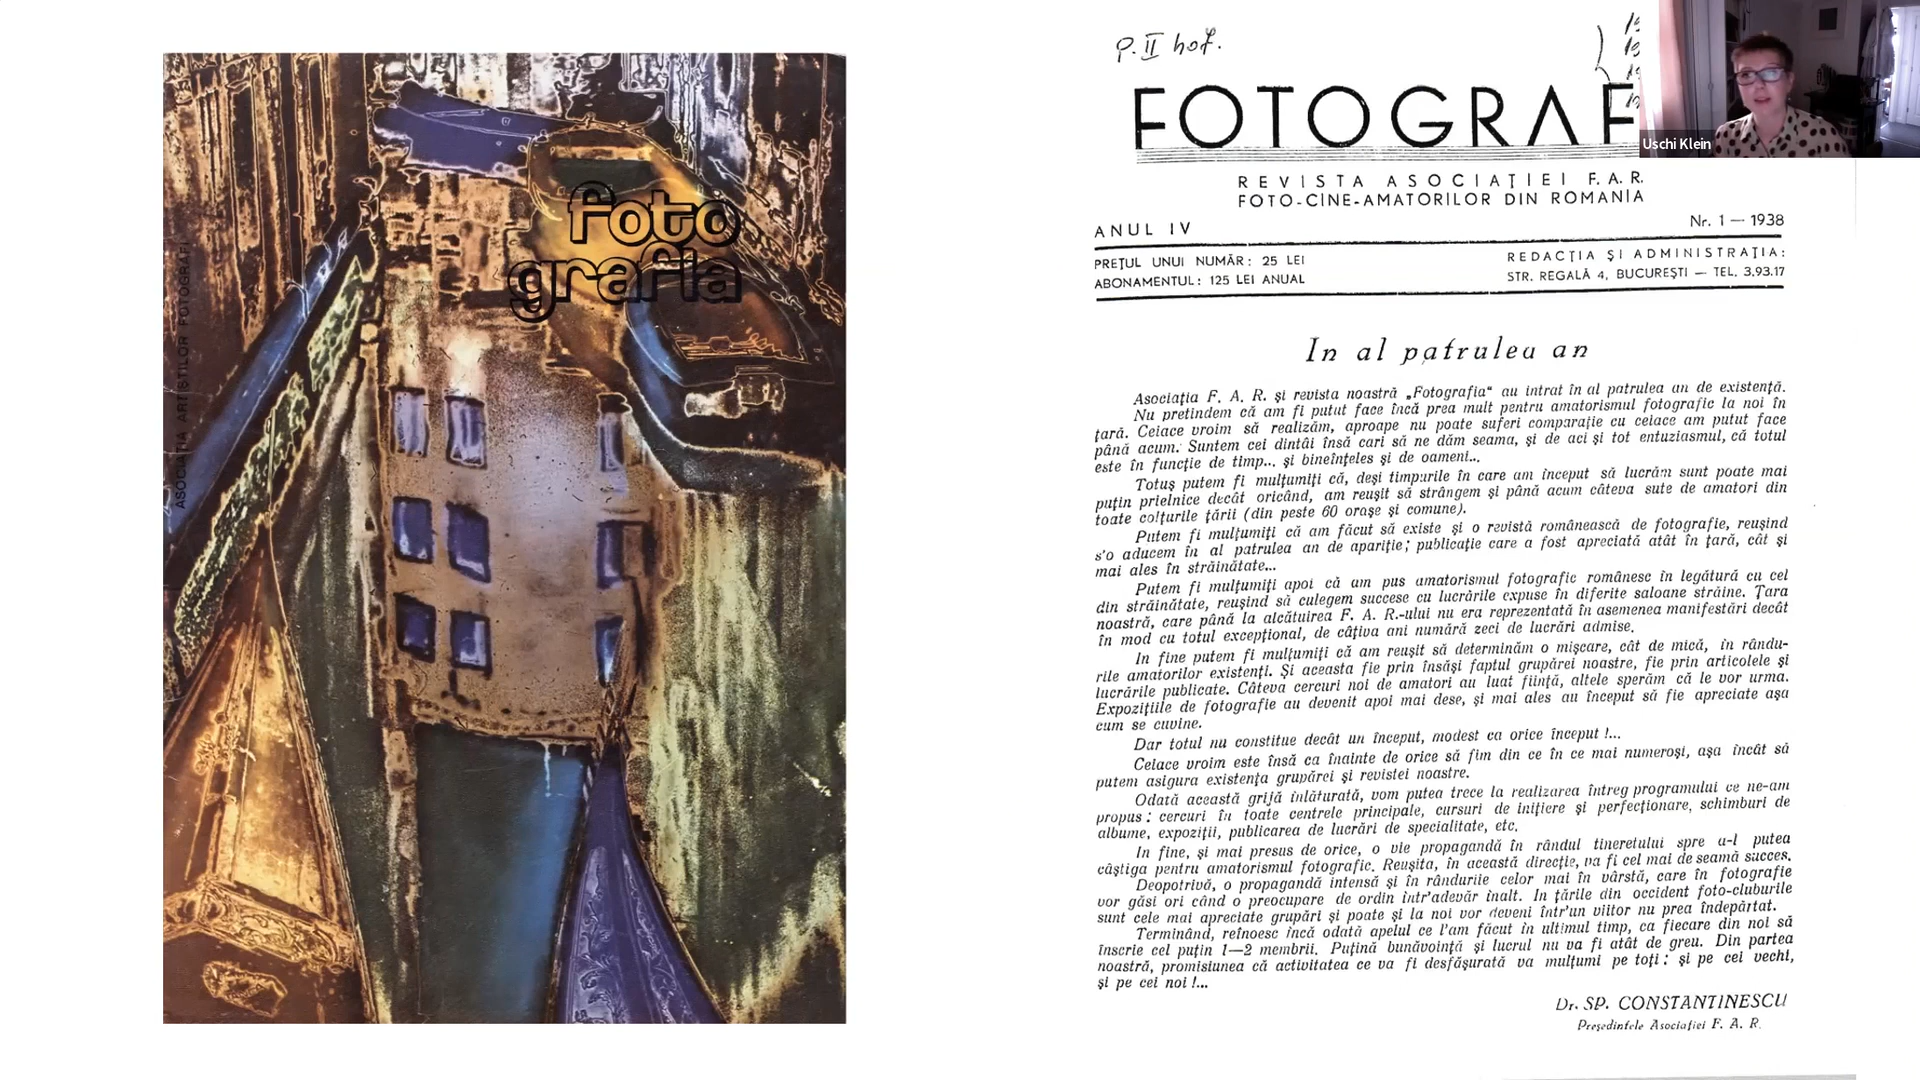 foto
grafia
ASOCIAȚIA ARTIȘTILOR FOTOGRAFI
p. II hof.
FOTOGRAF
REVISTA ASOCIAȚIEI F. A. R.
FOTO-CINE-AMATORILOR DIN ROMANIA
ANUL IV
Nr. 1 — 1938
PREȚUL UNUI NUMĂR: 25 LEI
ABONAMENTUL: 125 LEI ANUAL
REDACȚIA ȘI ADMINISTRAȚIA:
STR. REGALĂ 4, BUCUREȘTI — TEL. 3.93.17
In al patrulea an
Asociația F. A. R. și revista noastră „Fotografia" au intrat în al patrulea an de existență.
Nu pretindem că am fi putut face încă prea mult pentru amatorismul fotografic la noi în
țară. Ceiace vroim să realizăm, aproape nu poate suferi comparație cu ceiace am putut face
până acum. Suntem cei dintâi însă cari să ne dăm seama, și de aci și tot entuziasmul, că totul
este în funcție de timp... și bineînțeles și de oameni...
Totuș putem fi mulțumiți că, deși timpurile în care am început să lucrăm sunt poate mai
puțin prielnice decât oricând, am reușit să strângem și până acum câteva sute de amatori din
toate colțurile țării (din peste 60 orașe și comune).
Putem fi mulțumiți că am făcut să existe și o revistă românească de fotografie, reușind
s'o aducem în al patrulea an de apariție; publicație care a fost apreciată atât în țară, cât și
mai ales în străinătate...
Putem fi mulțumiți apoi că am pus amatorismul fotografic românesc în legătură cu cel
din străinătate, reușind să culegem succese cu lucrările expuse în diferite saloane străine. Țara
noastră, care până la alcătuirea F. A. R.-ului nu era reprezentată în asemenea manifestări decât
în mod cu totul excepțional, de câțiva ani numără zeci de lucrări admise.
In fine putem fi mulțumiți că am reușit să determinăm o mișcare, cât de mică, în rându-
rile amatorilor existenți. Și aceasta fie prin însăși faptul grupărei noastre, fie prin articolele și
lucrările publicate. Câteva cercuri noi de amatori au luat ființă, altele sperăm că le vor urma.
Expozițiile de fotografie au devenit apoi mai dese, și mai ales au început să fie apreciate așa
cum se cuvine.
Dar totul nu constitue decât un început, modest ca orice început !...
Ceiace vroim este însă ca înainte de orice să fim din ce în ce mai numeroși, așa încât să
putem asigura existența grupărei și revistei noastre.
Odată această grijă inlăturată, vom putea trece la realizarea întreg programului ce ne-am
propus: cercuri în toate centrele principale, cursuri de inițiere și perfecționare, schimburi de
albume, expoziții, publicarea de lucrări de specialitate, etc.
In fine, și mai presus de orice, o vie propagandă în rândul tineretului spre a-l putea
câștiga pentru amatorismul fotografic. Reușita, în această direcție, va fi cel mai de seamă succes.
Deopotrivă, o propagandă intensă și în rândurile celor mai în vârstă, care în fotografie
vor găsi ori când o preocupare de ordin intr'adevăr înalt. In țările din occident foto-cluburile
sunt cele mai apreciate grupări și poate și la noi vor deveni într'un viitor nu prea îndepărtat.
Terminând, reînoesc încă odată apelul ce l'am făcut în ultimul timp, ca fiecare din noi să
înscrie cel puțin 1—2 membrii. Puțină bunăvoință și lucrul nu va fi atât de greu. Din partea
noastră, promisiunea că activitatea ce va fi desfășurată va mulțumi pe toți: și pe cei vechi,
și pe cei noi !...
Dr. SP. CONSTANTINESCU
Președintele Asociației F. A. R.
Uschi Klein